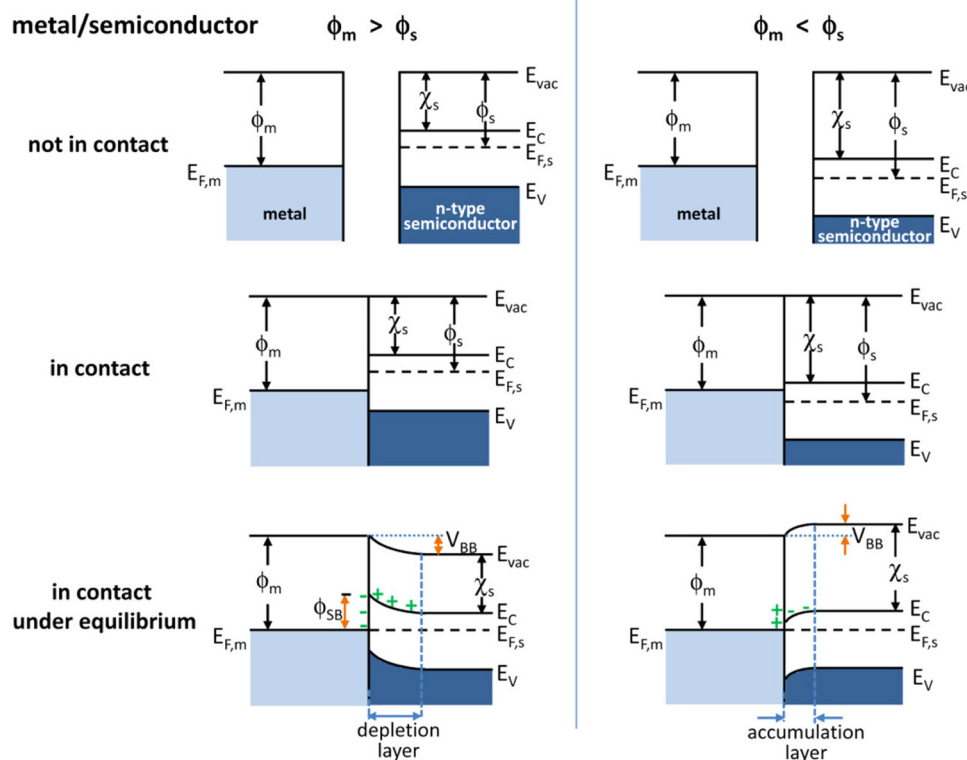 metal/semiconductor
ϕm > ϕs
ϕm < ϕs
not in contact
ϕm
EF,m
metal
χs
ϕs
Evac
EC
EF,s
EV
n-type
semiconductor
ϕm
EF,m
metal
χs
ϕs
Evac
EC
EF,s
EV
n-type
semiconductor
in contact
ϕm
EF,m
χs
ϕs
Evac
EC
EF,s
EV
ϕm
EF,m
χs
ϕs
Evac
EC
EF,s
EV
in contact
under equilibrium
ϕm
EF,m
ϕSB
- - -
+ + + +
VBB
Evac
χs
EC
EF,s
EV
depletion
layer
ϕm
EF,m
+ +
- -
VBB
Evac
χs
EC
EF,s
EV
accumulation
layer